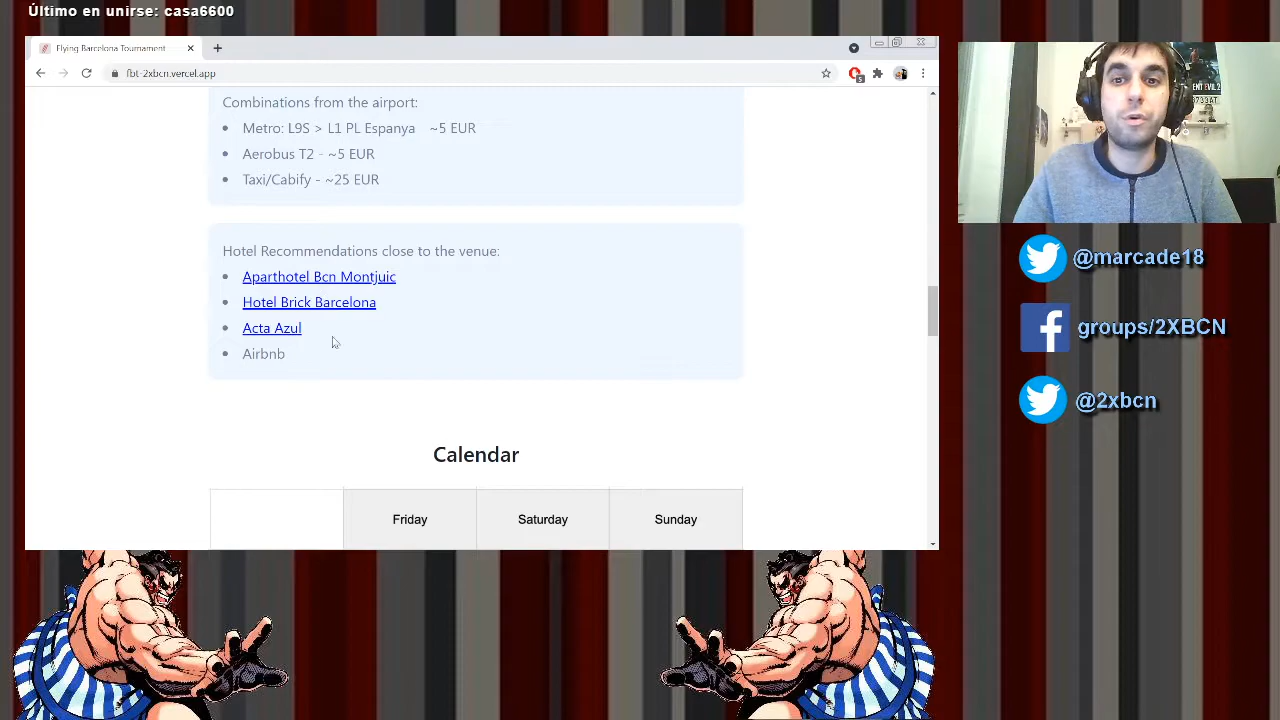 Último en unirse: casa6600
Flying Barcelona Tournament
fbt-2xbcn.vercel.app
5
Combinations from the airport:
Metro: L9S > L1 PL Espanya ~5 EUR
Aerobus T2 - ~5 EUR
Taxi/Cabify - ~25 EUR
Hotel Recommendations close to the venue:
Aparthotel Bcn Montjuic
Hotel Brick Barcelona
Acta Azul
Airbnb
Calendar
Friday Saturday Sunday
@marcade18
groups/2XBCN
@2xbcn